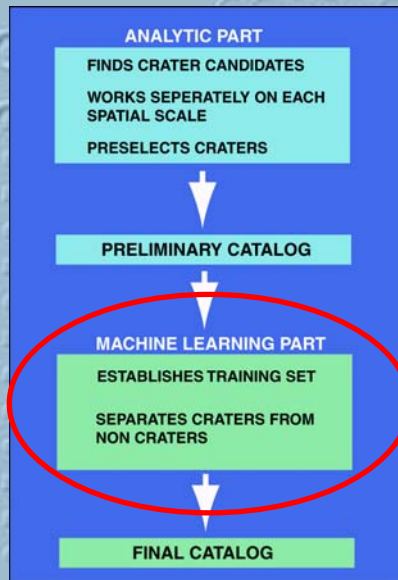 ANALYTIC PART
FINDS CRATER CANDIDATES
WORKS SEPERATELY ON EACH
SPATIAL SCALE
PRESELECTS CRATERS
PRELIMINARY CATALOG
MACHINE LEARNING PART
ESTABLISHES TRAINING SET
SEPARATES CRATERS FROM
NON CRATERS
FINAL CATALOG